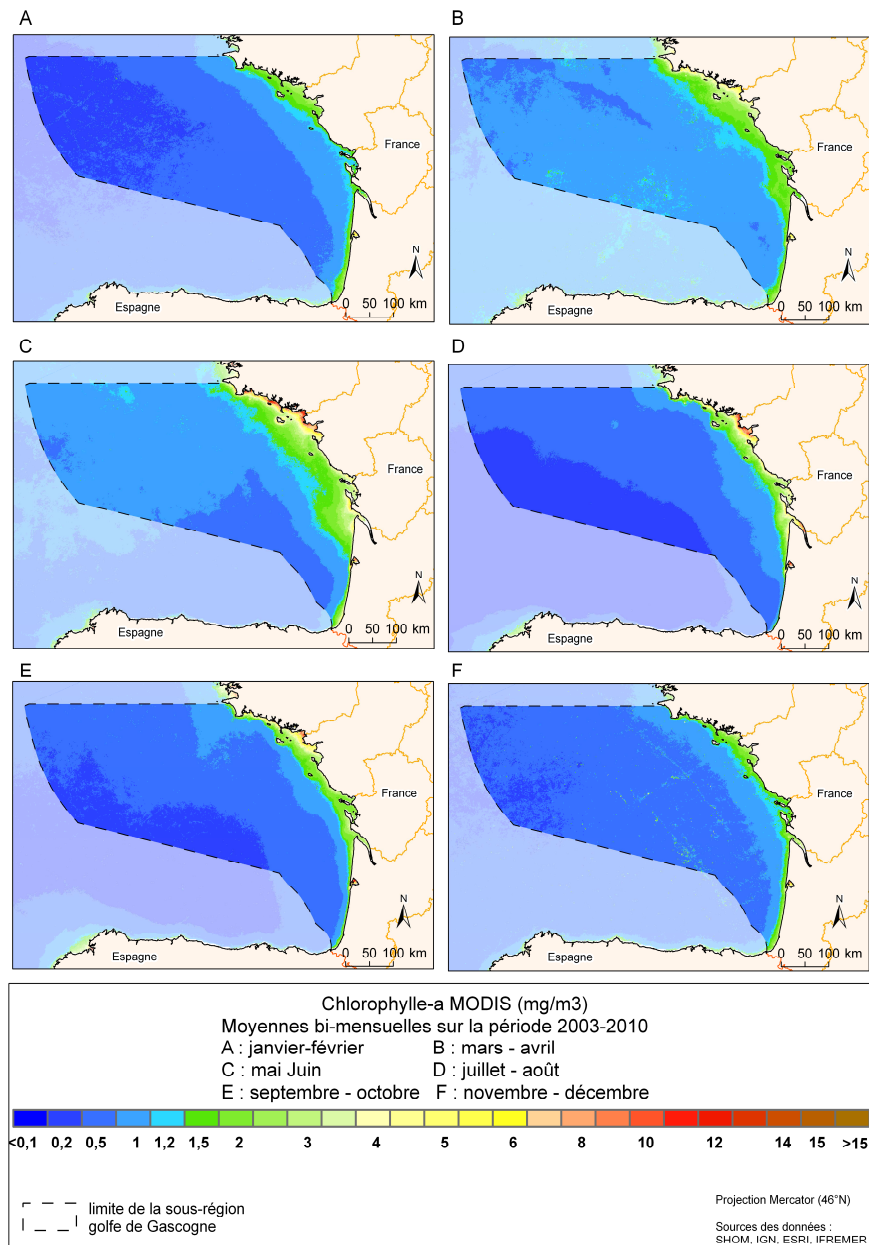 A
B
France
N
Espagne
0 50 100 km
France
N
Espagne
0 50 100 km
C
D
France
N
Espagne
0 50 100 km
France
N
Espagne
0 50 100 km
E
F
France
N
Espagne
0 50 100 km
France
N
Espagne
0 50 100 km
Chlorophylle-a MODIS (mg/m3)
Moyennes bi-mensuelles sur la période 2003-2010
A : janvier-février B : mars - avril
C : mai Juin D : juillet - août
E : septembre - octobre F : novembre - décembre
<0,1 0,2 0,5 1 1,2 1,5 2 3 4 5 6 8 10 12 14 15 >15
limite de la sous-région
golfe de Gascogne
Projection Mercator (46°N)
Sources des données :
SHOM, IGN, ESRI, IFREMER